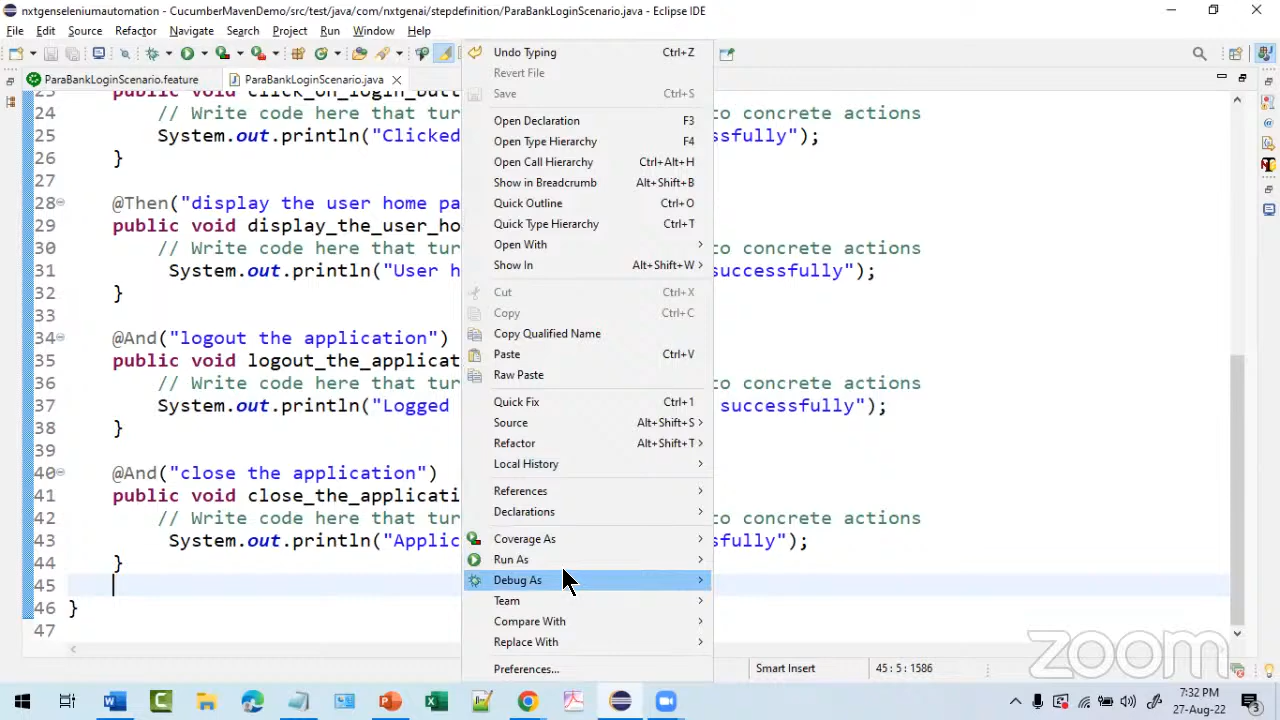 nxtgenseleniumautomation - CucumberMavenDemo/src/test/java/com/nxtgenai/stepdefinition/ParaBankLoginScenario.java - Eclipse IDE
File Edit Source Refactor Navigate Search Project Run Window Help
ParaBankLoginScenario.feature ParaBankLoginScenario.java
public void click_on_login_butt
24 // Write code here that tur to concrete actions
25 System.out.println("Clicked ssfully");
26 }
27
28 @Then("display the user home pa
29 public void display_the_user_ho
30 // Write code here that tur to concrete actions
31 System.out.println("User h successfully");
32 }
33
34 @And("logout the application")
35 public void logout_the_applicat
36 // Write code here that tur to concrete actions
37 System.out.println("Logged successfully");
38 }
39
40 @And("close the application")
41 public void close_the_applicati
42 // Write code here that tur to concrete actions
43 System.out.println("Applic sfully");
44 }
45
46 }
47
Undo Typing Ctrl+Z
Revert File
Save Ctrl+S
Open Declaration F3
Open Type Hierarchy F4
Open Call Hierarchy Ctrl+Alt+H
Show in Breadcrumb Alt+Shift+B
Quick Outline Ctrl+O
Quick Type Hierarchy Ctrl+T
Open With
Show In Alt+Shift+W
Cut Ctrl+X
Copy Ctrl+C
Copy Qualified Name
Paste Ctrl+V
Raw Paste
Quick Fix Ctrl+1
Source Alt+Shift+S
Refactor Alt+Shift+T
Local History
References
Declarations
Coverage As
Run As
Debug As
Team
Compare With
Replace With
Preferences...
Smart Insert 45 : 5 : 1586
zoom
7:32 PM
27-Aug-22
3